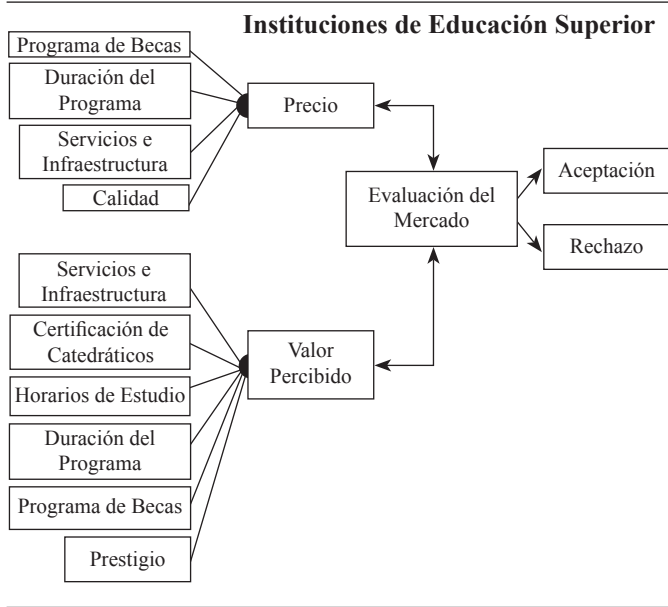 Instituciones de Educación Superior
Programa de Becas
Duración del
Programa
Servicios e
Infraestructura
Calidad
Precio
Evaluación del
Mercado
Aceptación
Rechazo
Servicios e
Infraestructura
Certificación de
Catedráticos
Horarios de Estudio
Duración del
Programa
Programa de Becas
Prestigio
Valor
Percibido